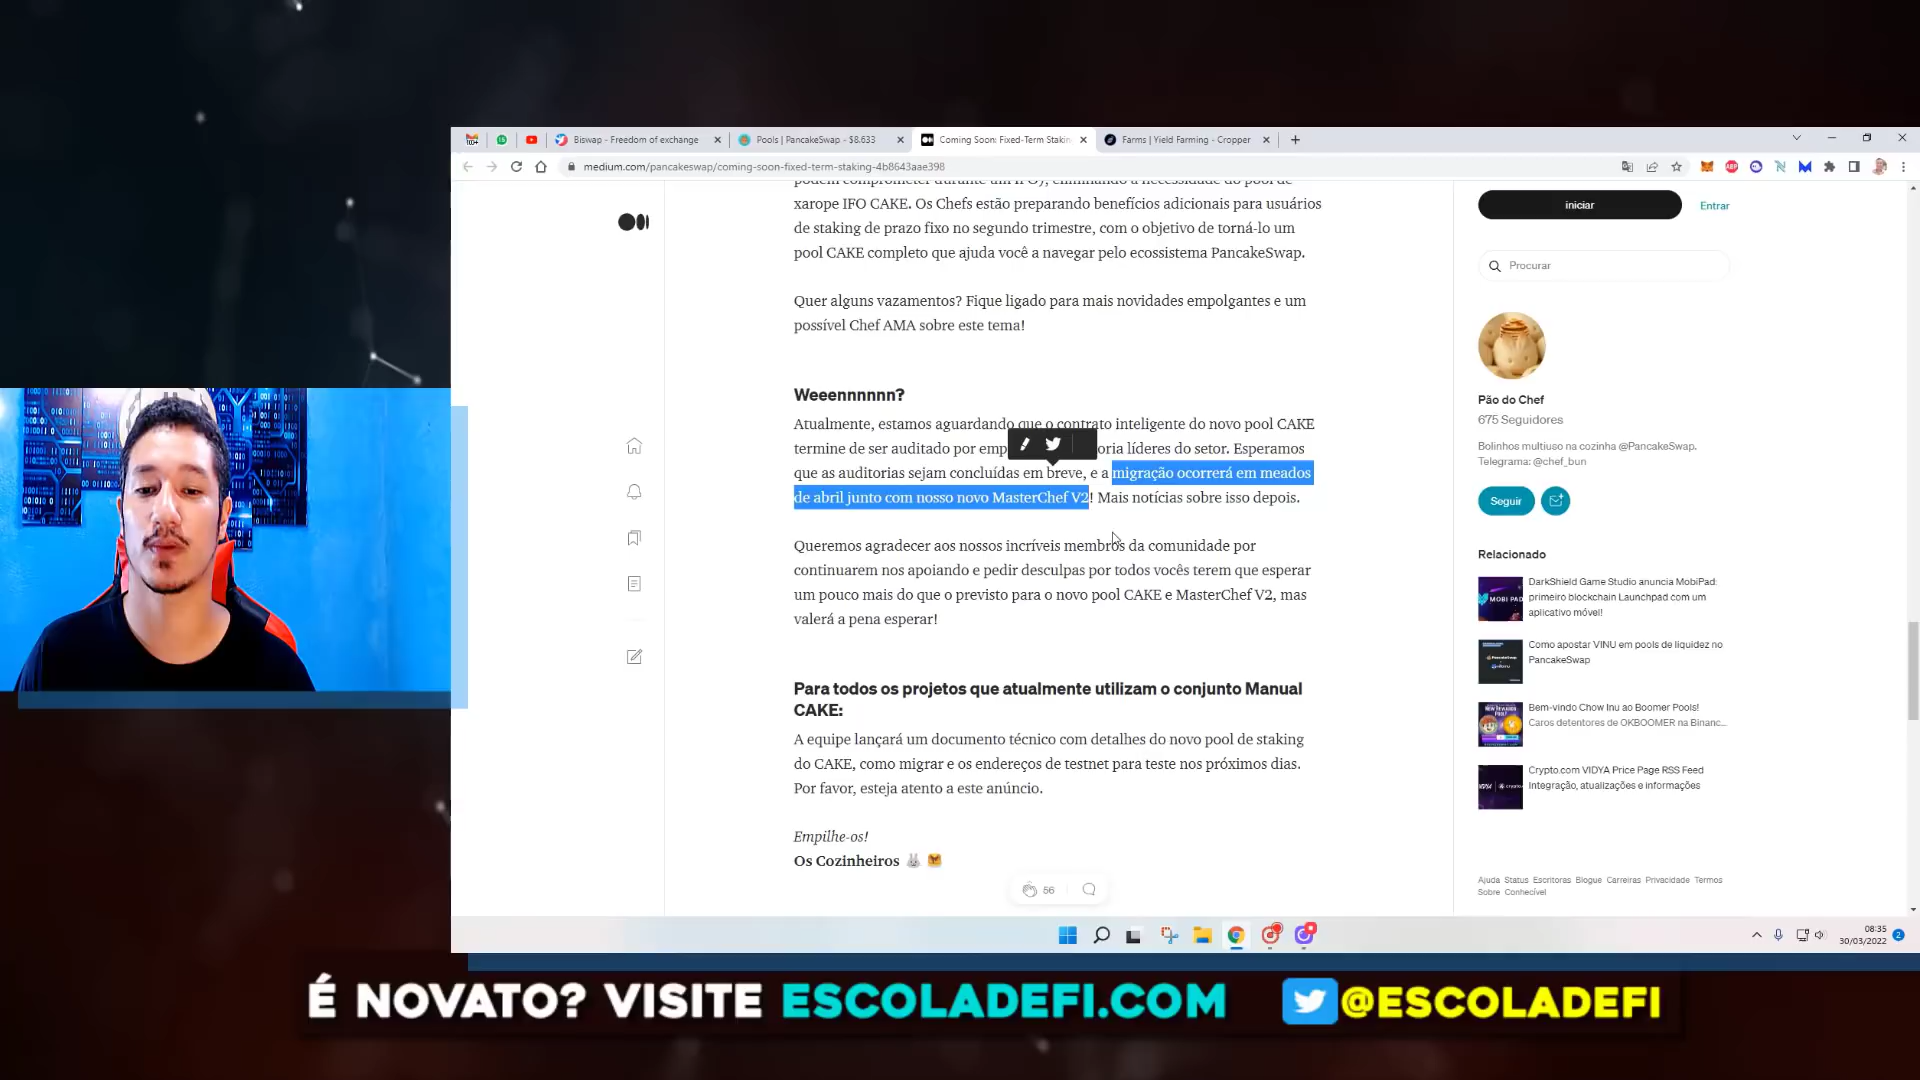 Biswap - Freedom of exchange
Pools | PancakeSwap - $8.633
Coming Soon: Fixed-Term Stakin
Farms | Yield Farming - Cropper
medium.com/pancakeswap/coming-soon-fixed-term-staking-4b8643aae398
xarope IFO CAKE. Os Chefs estão preparando benefícios adicionais para usuários
de staking de prazo fixo no segundo trimestre, com o objetivo de torná-lo um
pool CAKE completo que ajuda você a navegar pelo ecossistema PancakeSwap.
Quer alguns vazamentos? Fique ligado para mais novidades empolgantes e um
possível Chef AMA sobre este tema!
Weeennnnnn?
Atualmente, estamos aguardando que o contrato inteligente do novo pool CAKE
termine de ser auditado por emp oria líderes do setor. Esperamos
que as auditorias sejam concluídas em breve, e a migração ocorrerá em meados
de abril junto com nosso novo MasterChef V2! Mais notícias sobre isso depois.
Queremos agradecer aos nossos incríveis membros da comunidade por
continuarem nos apoiando e pedir desculpas por todos vocês terem que esperar
um pouco mais do que o previsto para o novo pool CAKE e MasterChef V2, mas
valerá a pena esperar!
Para todos os projetos que atualmente utilizam o conjunto Manual
CAKE:
A equipe lançará um documento técnico com detalhes do novo pool de staking
do CAKE, como migrar e os endereços de testnet para teste nos próximos dias.
Por favor, esteja atento a este anúncio.
Empilhe-os!
Os Cozinheiros
56
iniciar
Entrar
Procurar
Pão do Chef
675 Seguidores
Bolinhos multiuso na cozinha @PancakeSwap.
Telegrama: @chef_bun
Seguir
Relacionado
DarkShield Game Studio anuncia MobiPad:
primeiro blockchain Launchpad com um
aplicativo móvel!
MOBI PAD
Como apostar VINU em pools de liquidez no
PancakeSwap
Bem-vindo Chow Inu ao Boomer Pools!
Caros detentores de OKBOOMER na Binanc...
Crypto.com VIDYA Price Page RSS Feed
Integração, atualizações e informações
Ajuda Status Escritoras Blogue Carreiras Privacidade Termos
Sobre Conhecível
08:35
30/03/2022
2
É NOVATO? VISITE ESCOLADEFI.COM
@ESCOLADEFI